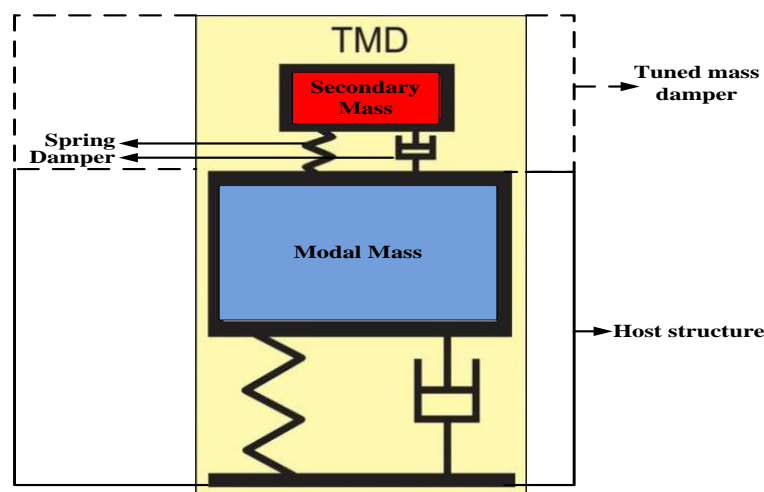 TMD
Secondary
Mass
Tuned mass
damper
Spring
Damper
Modal Mass
Host structure